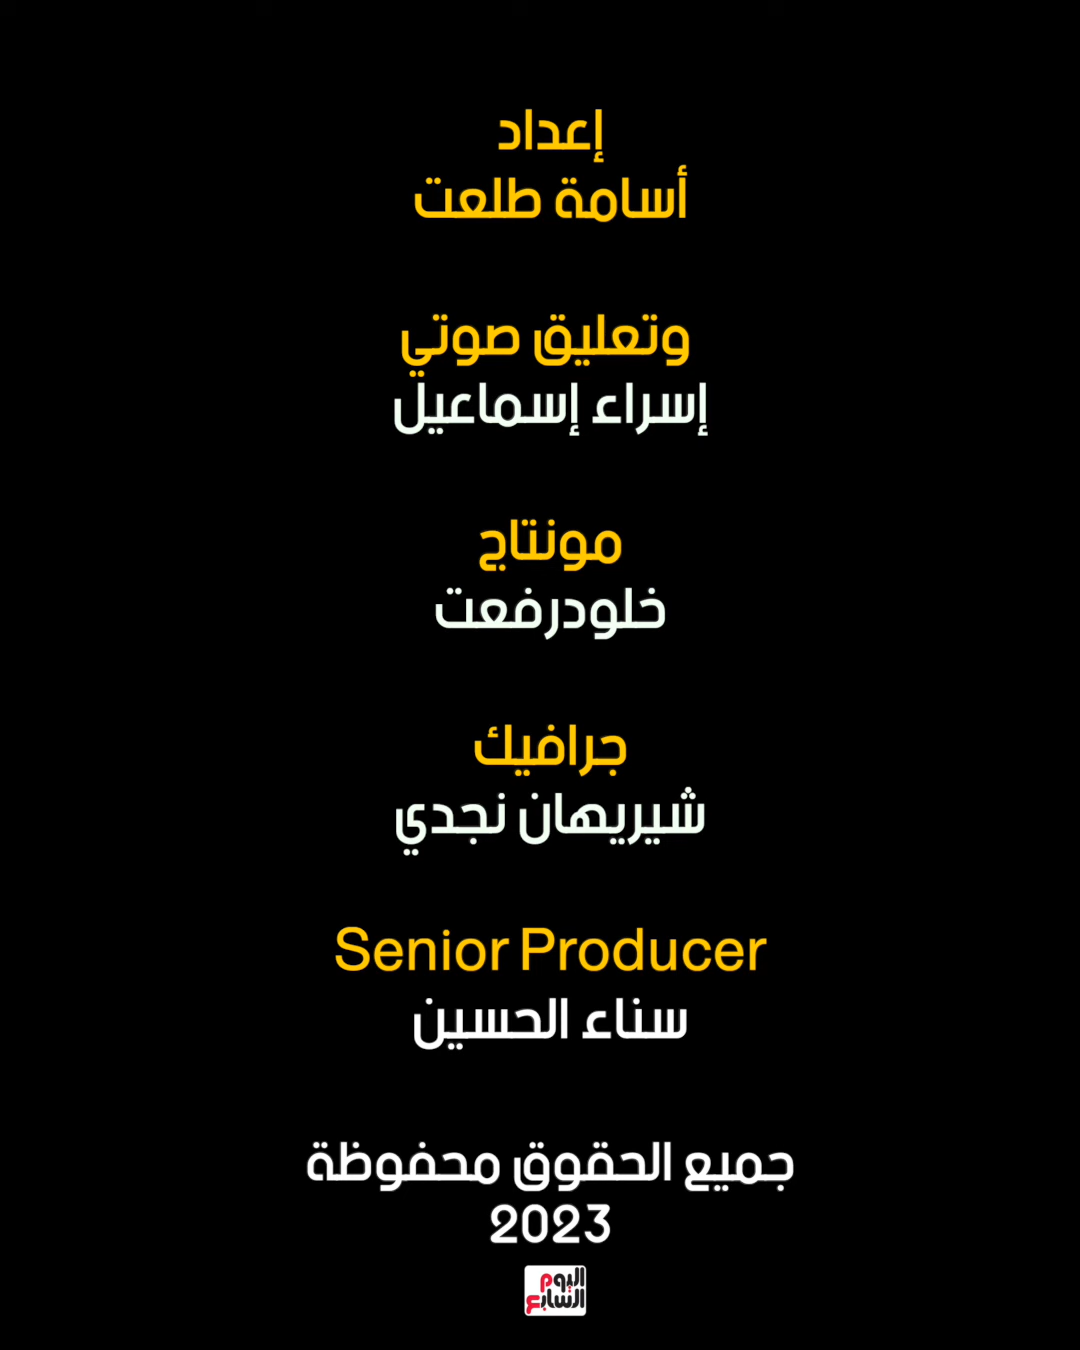 إعداد
أسامة طلعت
وتعليق صوتي
إسراء إسماعيل
مونتاج
خلودرفعت
جرافيك
شيريهان نجدي
Senior Producer
سناء الحسين
جميع الحقوق محفوظة
2023
اليوم
السابع